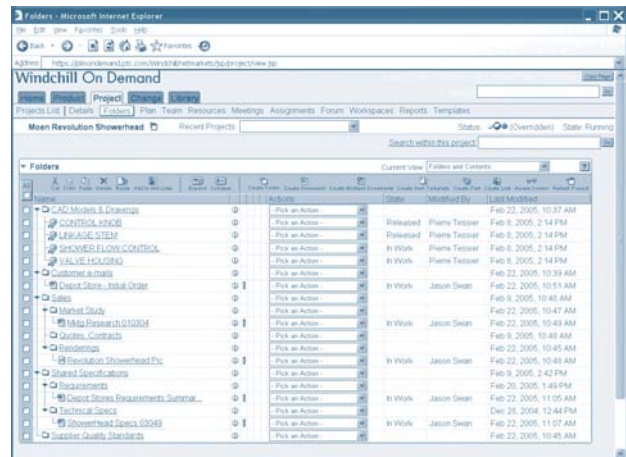 Folders - Microsoft Internet Explorer
File Edit View Favorites Tools Help
Back Favorites
Address
Windchill On Demand
Home Product Project Change Library
Projects List Details Folders Plan Team Resources Meetings Assignments Forum Workspaces Reports Templates
Moen Revolution Showerhead Recent Projects: Status: (Overridden) State: Running
Search within this project:
Folders Current View: Folders and Contents
Name Actions State Modified By Last Modified
CAD Models & Drawings - Pick an Action - Feb 22, 2005, 10:37 AM
CONTROL KNOB - Pick an Action - Released Pierre Tessier Feb 8, 2005, 2:14 PM
LINKAGE STEM - Pick an Action - Released Pierre Tessier Feb 8, 2005, 2:14 PM
SHOWER FLOW CONTROL - Pick an Action - In Work Pierre Tessier Feb 8, 2005, 2:14 PM
VALVE HOUSING - Pick an Action - In Work Pierre Tessier Feb 8, 2005, 2:14 PM
Customer e-mails - Pick an Action - Feb 22, 2005, 10:39 AM
Depot Store - Initial Order - Pick an Action - In Work Jason Swan Feb 22, 2005, 10:51 AM
Sales - Pick an Action - Feb 9, 2005, 10:48 AM
Market Study - Pick an Action - Feb 22, 2005, 10:47 AM
Mktg Research 010304 - Pick an Action - In Work Jason Swan Feb 22, 2005, 10:49 AM
Quotes, Contracts - Pick an Action - Feb 9, 2005, 10:48 AM
Renderings - Pick an Action - Feb 22, 2005, 10:45 AM
Revolution Showerhead Pic - Pick an Action - In Work Jason Swan Feb 22, 2005, 10:48 AM
Shared Specifications - Pick an Action - Feb 9, 2005, 2:42 PM
Requirements - Pick an Action - Feb 20, 2005, 1:49 PM
Depot Stores Requirements Summar... - Pick an Action - In Work Jason Swan Feb 22, 2005, 11:05 AM
Technical Specs - Pick an Action - Dec 28, 2004, 12:44 PM
ShowerHead Specs 03049 - Pick an Action - In Work Jason Swan Feb 22, 2005, 11:07 AM
Supplier Quality Standards - Pick an Action - Feb 22, 2005, 10:45 AM